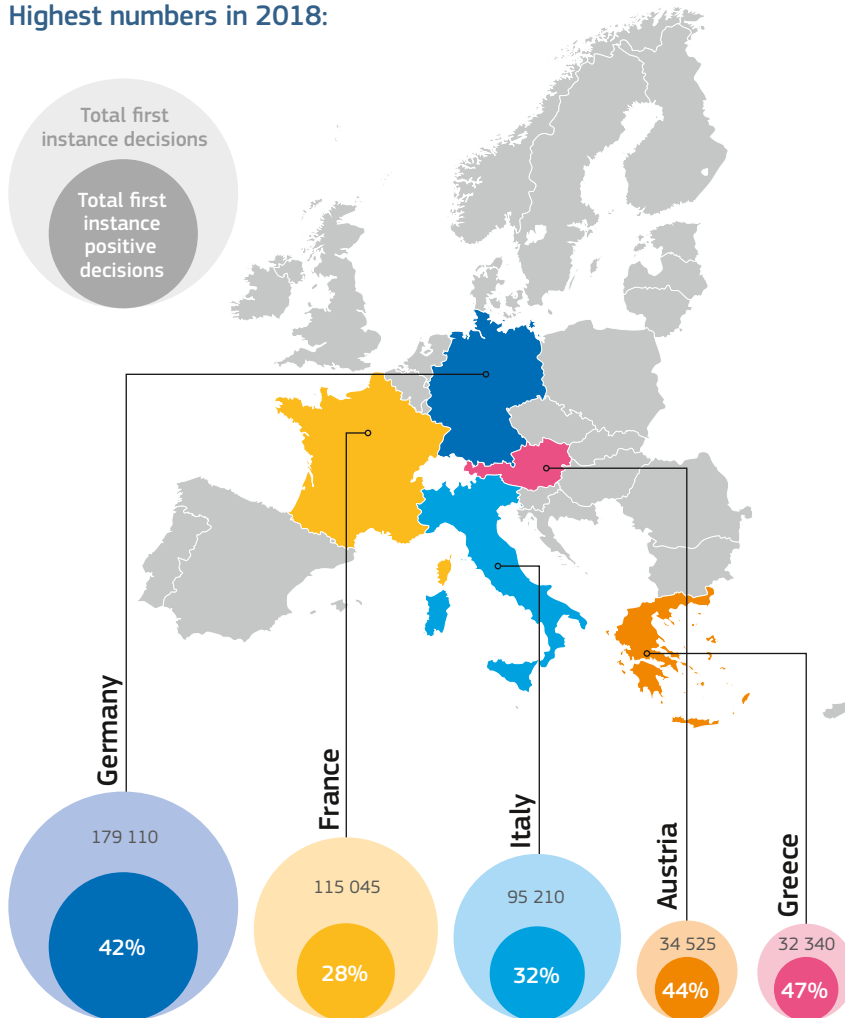 Highest numbers in 2018:
Total first
instance decisions
Total first
instance
positive
decisions
Germany
France
Italy
Austria
Greece
179 110
115 045
95 210
34 525
32 340
42%
28%
32%
44%
47%